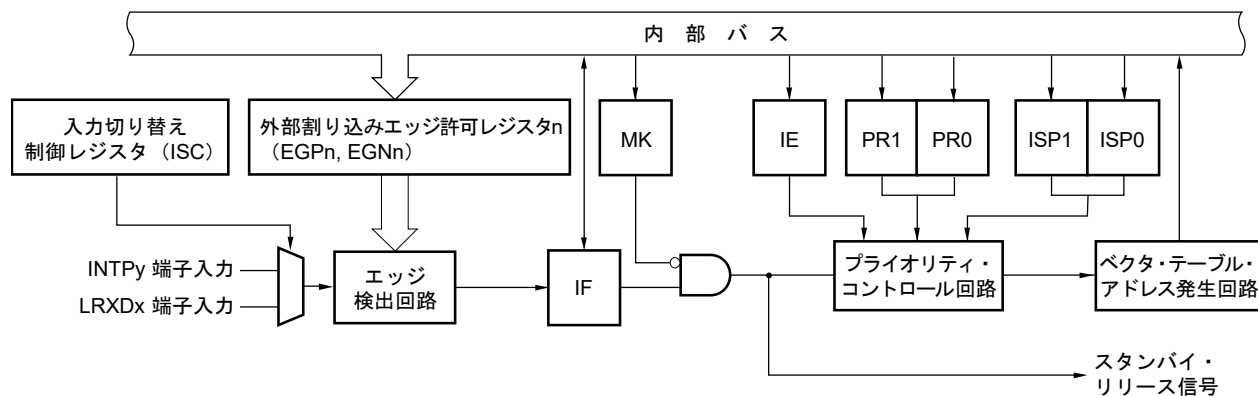 内部バス
入力切り替え
制御レジスタ（ISC）
外部割り込みエッジ許可レジスタn
（EGPn, EGNn）
MK
IE
PR1
PR0
ISP1
ISP0
INTPy 端子入力
LRXDx 端子入力
エッジ
検出回路
IF
プライオリティ・
コントロール回路
ベクタ・テーブル・
アドレス発生回路
スタンバイ・
リリース信号